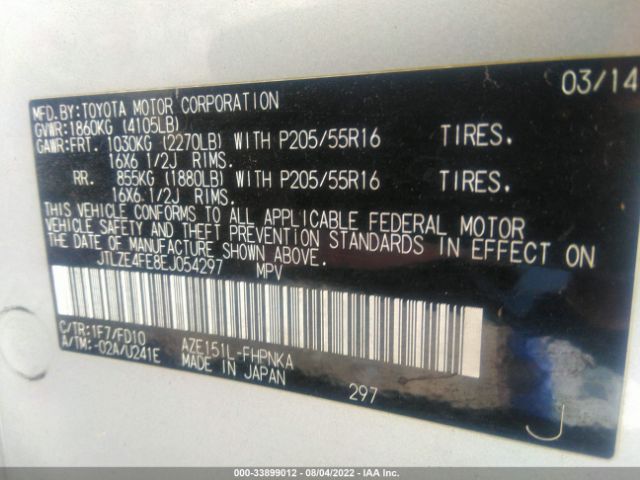 03/14
MFD.BY:TOYOTA MOTOR CORPORATION
GVWR:1860KG (4105LB)
GAWR:FRT. 1030KG (2270LB) WITH P205/55R16 TIRES.
16X6 1/2J RIMS.
RR. 855KG (1880LB) WITH P205/55R16 TIRES.
16X6 1/2J RIMS.
THIS VEHICLE CONFORMS TO ALL APPLICABLE FEDERAL MOTOR
VEHICLE SAFETY AND THEFT PREVENTION STANDARDS IN EFFECT ON
THE DATE OF MANUFACTURE SHOWN ABOVE.
JTLZE4FE8EJ054297 MPV
C/TR:1F7/FD10 AZE151L-FHPNKA
A/TM:-02A/U241E MADE IN JAPAN
297
J
000-33899012 - 08/04/2022 - IAA Inc.